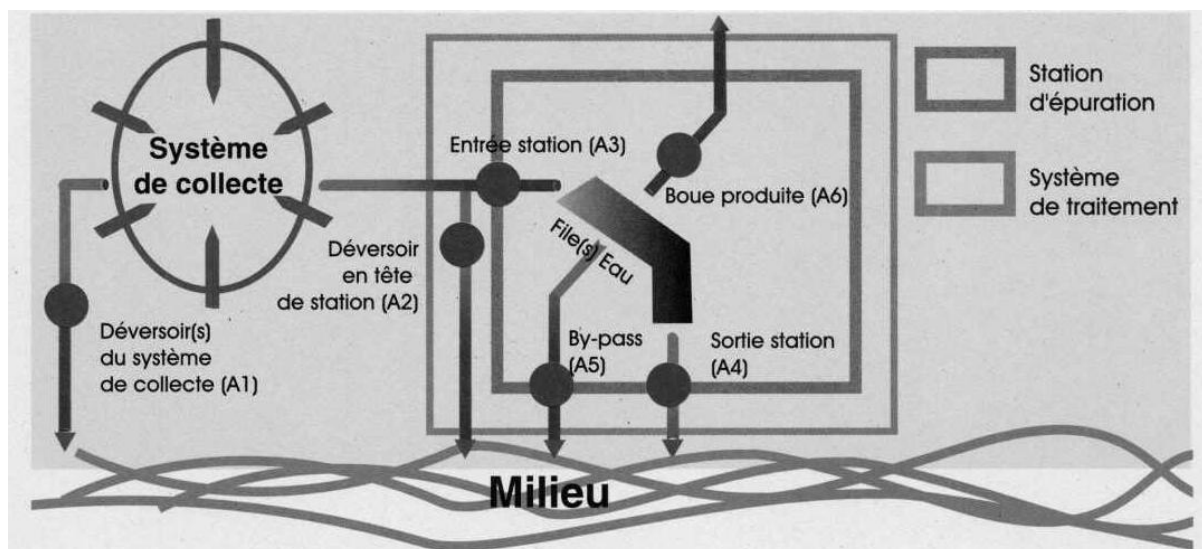 Système
de collecte
Entrée station (A3)
Boue produite (A6)
File(s) Eau
Déversoir
en tête
de station (A2)
Déversoir(s)
du système
de collecte (A1)
By-pass
(A5)
Sortie station
(A4)
Station
d'épuration
Système
de traitement
Milieu